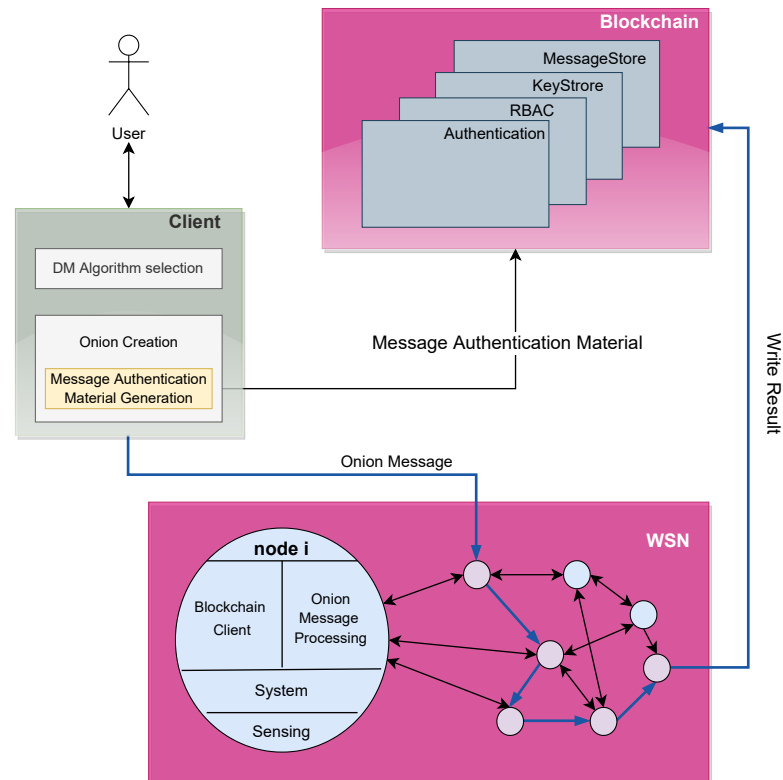 Blockchain
MessageStore
KeyStrore
RBAC
Authentication
User
Client
DM Algorithm selection
Onion Creation
Message Authentication
Material Generation
Message Authentication Material
Write Result
Onion Message
WSN
node i
Blockchain
Client
Onion
Message
Processing
System
Sensing